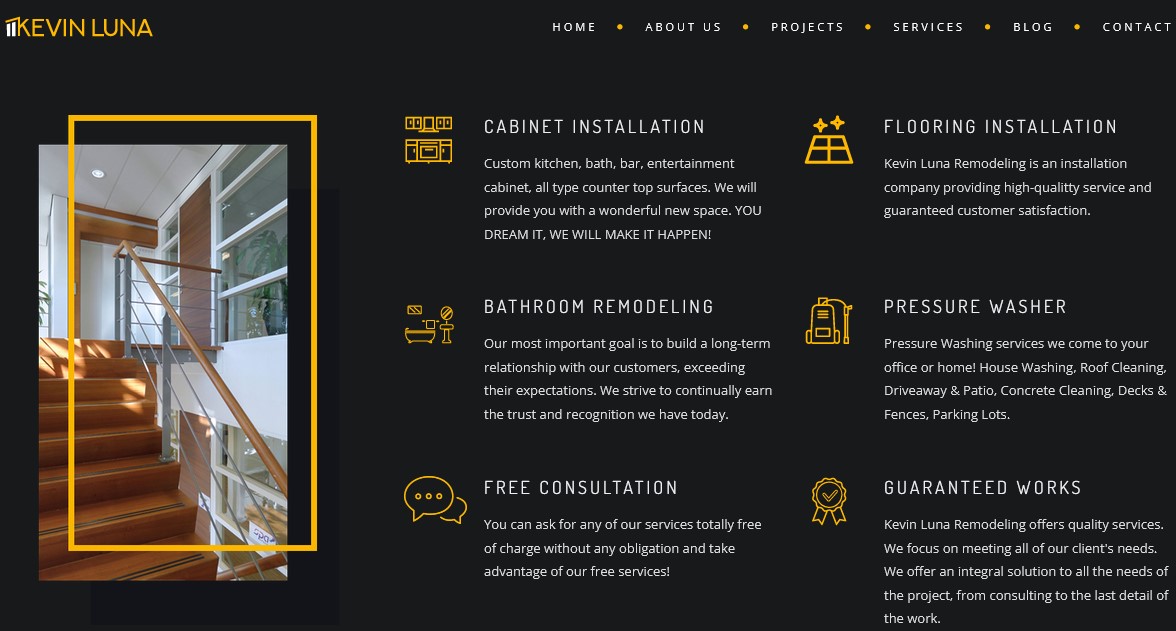 KEVIN LUNA
HOME • ABOUT US • PROJECTS • SERVICES • BLOG • CONTACT
CABINET INSTALLATION
Custom kitchen, bath, bar, entertainment
cabinet, all type counter top surfaces. We will
provide you with a wonderful new space. YOU
DREAM IT, WE WILL MAKE IT HAPPEN!
FLOORING INSTALLATION
Kevin Luna Remodeling is an installation
company providing high-qualitty service and
guaranteed customer satisfaction.
BATHROOM REMODELING
Our most important goal is to build a long-term
relationship with our customers, exceeding
their expectations. We strive to continually earn
the trust and recognition we have today.
PRESSURE WASHER
Pressure Washing services we come to your
office or home! House Washing, Roof Cleaning,
Driveaway & Patio, Concrete Cleaning, Decks &
Fences, Parking Lots.
FREE CONSULTATION
You can ask for any of our services totally free
of charge without any obligation and take
advantage of our free services!
GUARANTEED WORKS
Kevin Luna Remodeling offers quality services.
We focus on meeting all of our client's needs.
We offer an integral solution to all the needs of
the project, from consulting to the last detail of
the work.